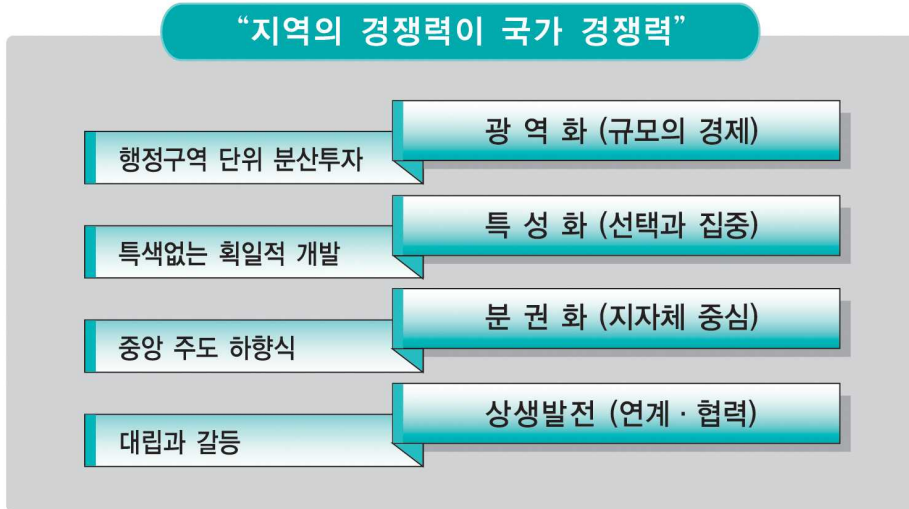 “지역의 경쟁력이 국가 경쟁력”
행정구역 단위 분산투자
광 역 화 (규모의 경제)
특색없는 획일적 개발
특 성 화 (선택과 집중)
중앙 주도 하향식
분 권 화 (지자체 중심)
대립과 갈등
상생발전 (연계 · 협력)